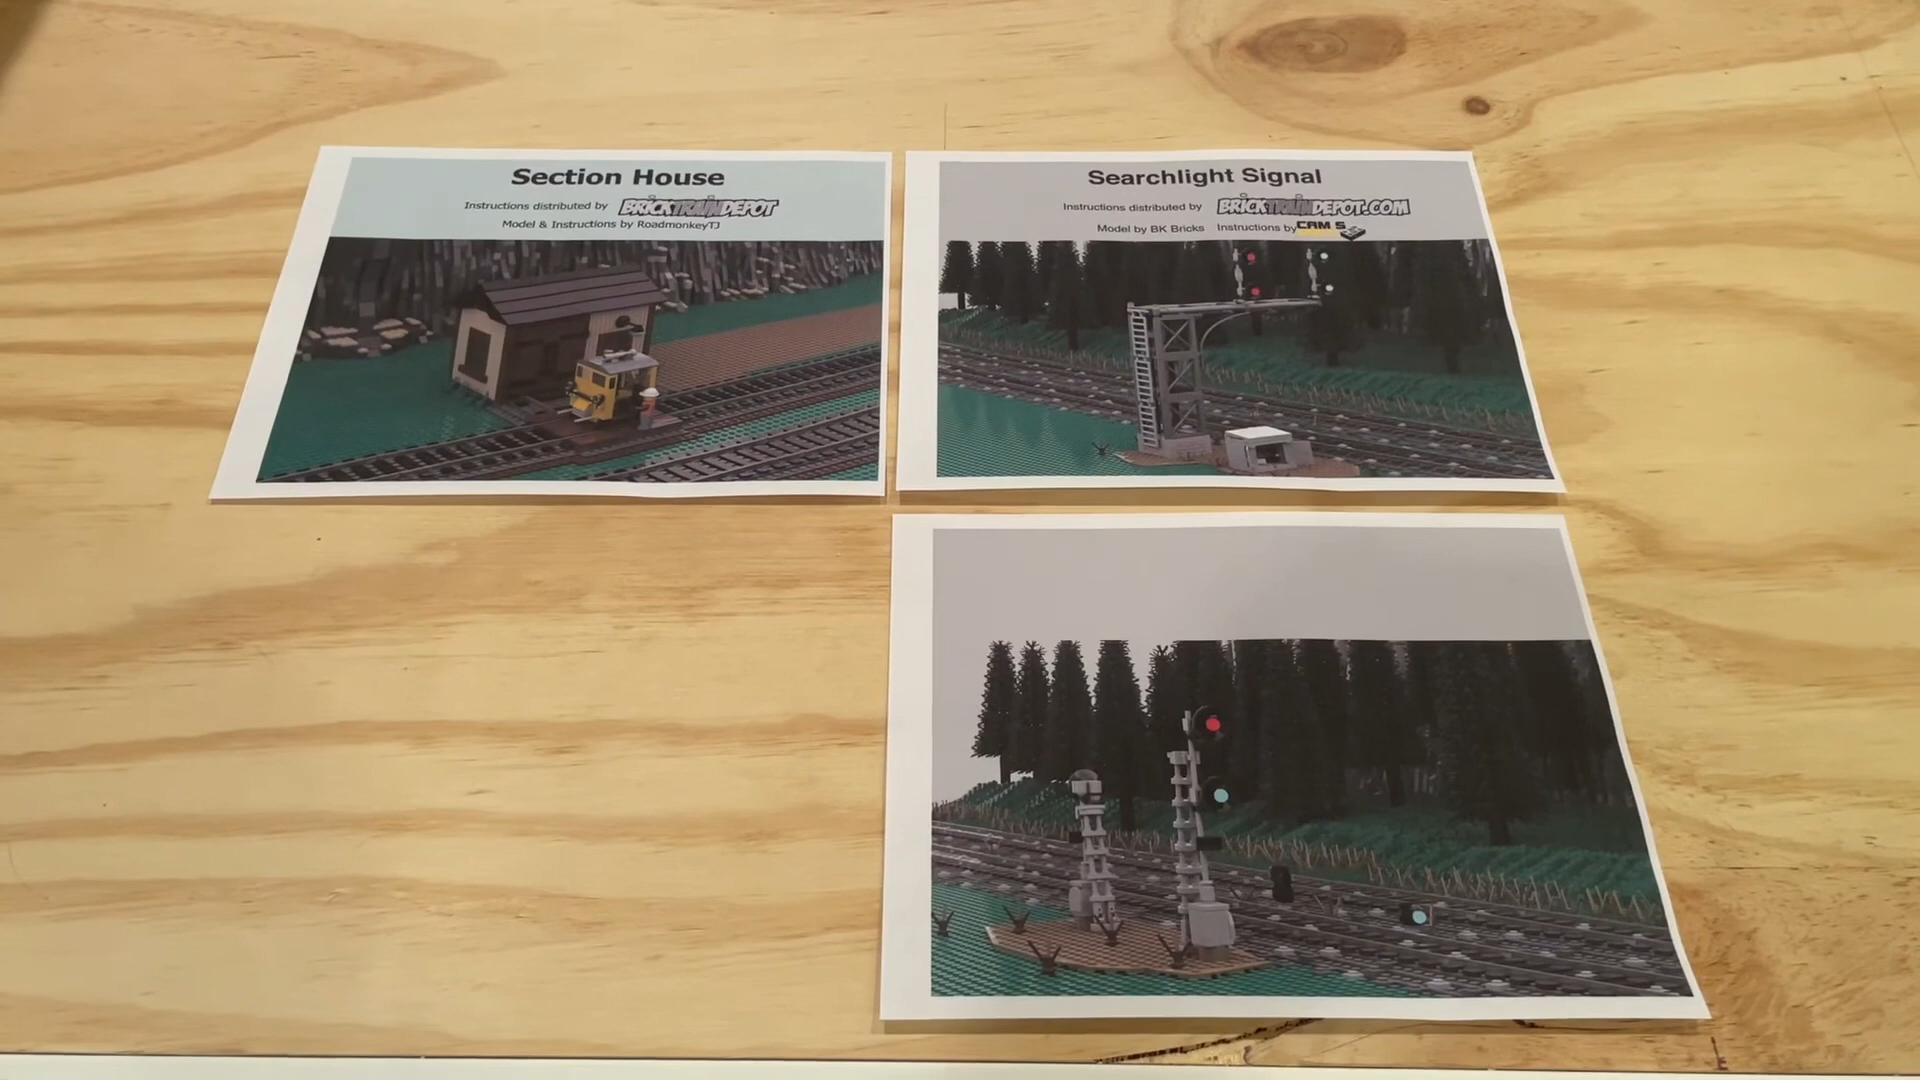 Section House
Instructions distributed by BRICKTRAINDEPOT
Model & Instructions by RoadmonkeyTJ
Searchlight Signal
Instructions distributed by BRICKTRAINDEPOT.COM
Model by BK Bricks Instructions by CAM S